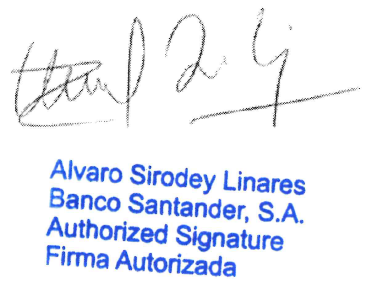 Alvaro Sirodey Linares
Banco Santander, S.A.
Authorized Signature
Firma Autorizada